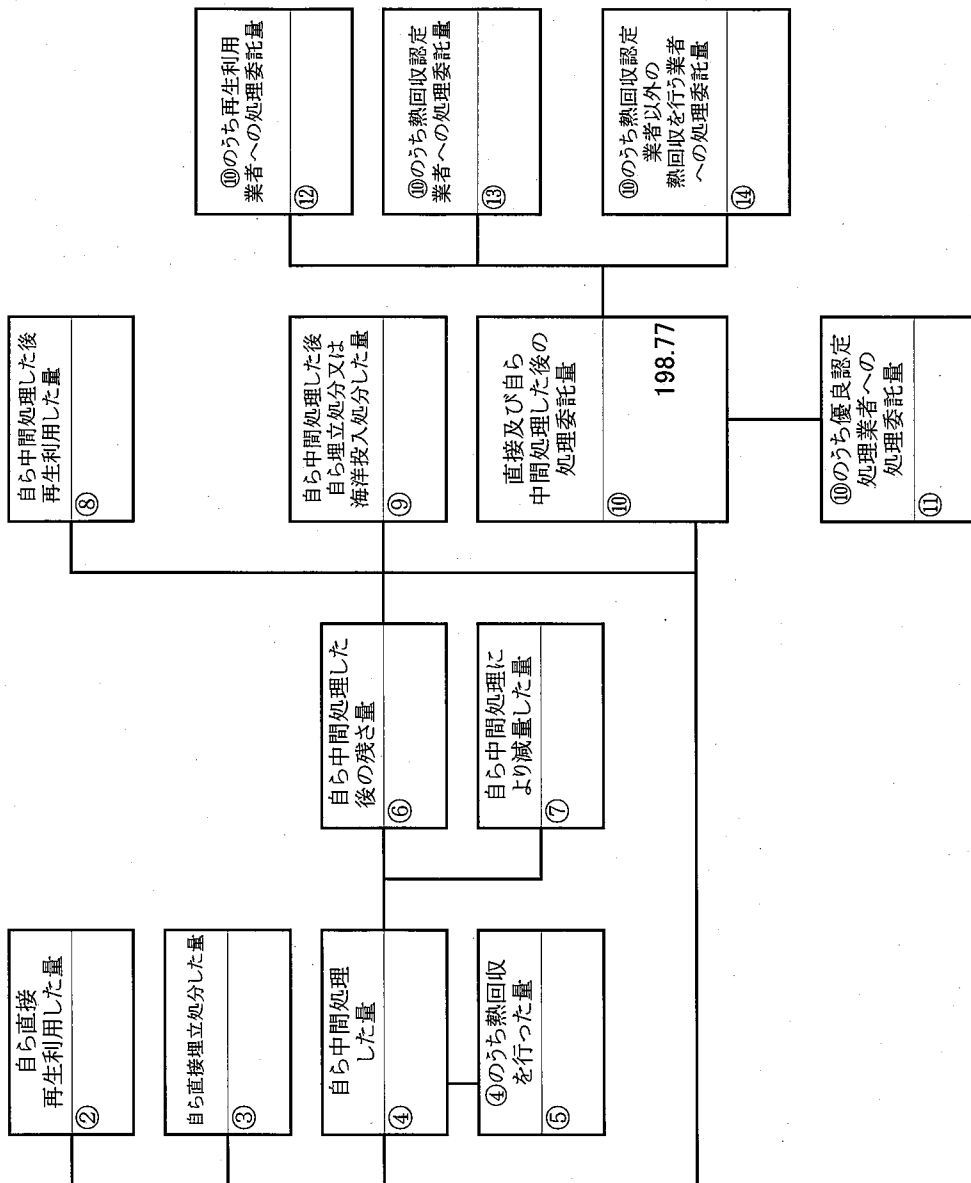 自ら直接
再生利用した量
②
自ら直接埋立処分した量
③
自ら中間処理
した量
④
④のうち熱回収
を行った量
⑤
自ら中間処理した
後の残さ量
⑥
自ら中間処理に
より減量した量
⑦
自ら中間処理した後
再生利用した量
⑧
自ら中間処理した後
自ら埋立処分又は
海洋投入処分した量
⑨
直接及び自ら
中間処理した後の
処理委託量
⑩
198.77
⑩のうち優良認定
処理業者への
処理委託量
⑪
⑩のうち再生利用
業者への処理委託量
⑫
⑩のうち熱回収認定
業者への処理委託量
⑬
⑩のうち熱回収認定
業者以外の
熱回収を行う業者
への処理委託量
⑭